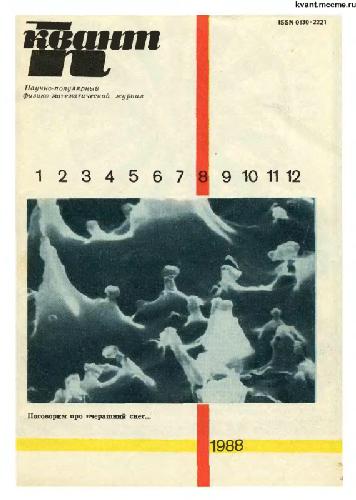 kvant.mccme.ru
ISSN 0130-2221
квант
Научно-популярный
физико-математический журнал
1 2 3 4 5 6 7 8 9 10 11 12
Поговорим про вчерашний снег...
1988